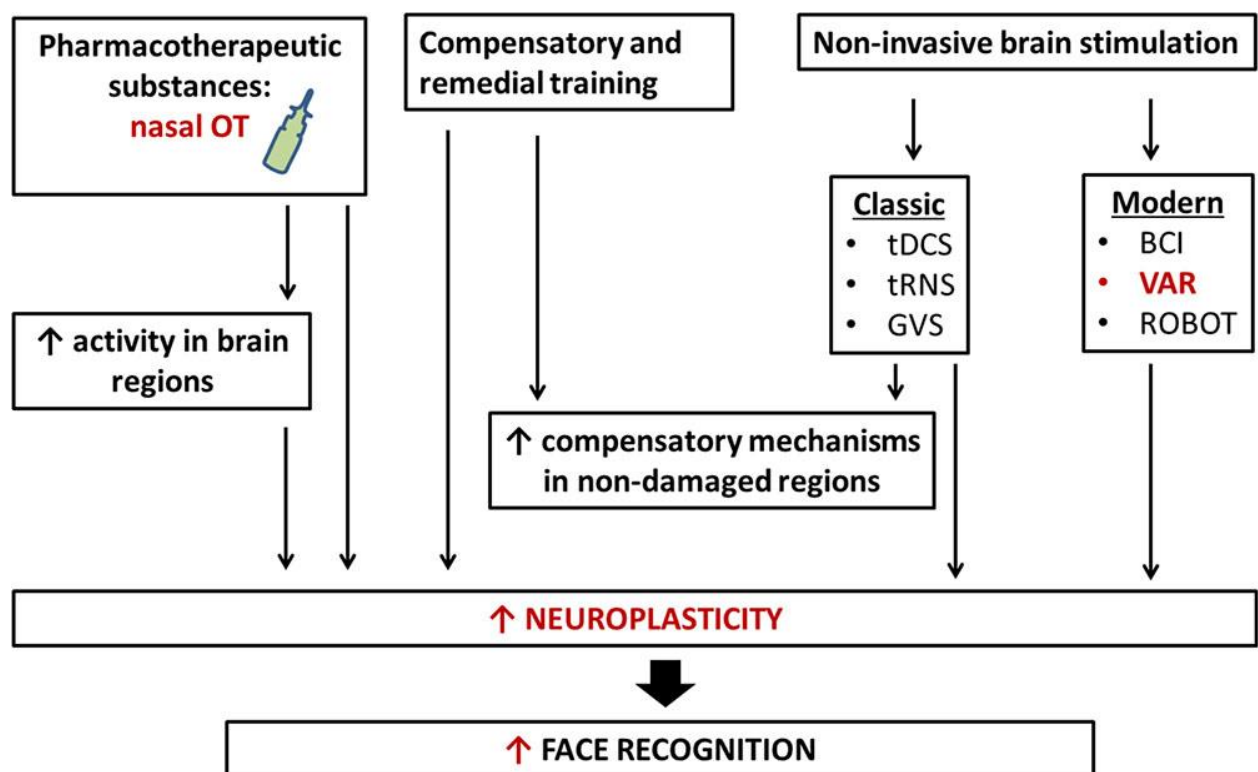 Pharmacotherapeutic
substances:
nasal OT
Compensatory and
remedial training
Non-invasive brain stimulation
Classic
• tDCS
• tRNS
• GVS
Modern
• BCI
• VAR
• ROBOT
↑ activity in brain
regions
↑ compensatory mechanisms
in non-damaged regions
↑ NEUROPLASTICITY
↑ FACE RECOGNITION